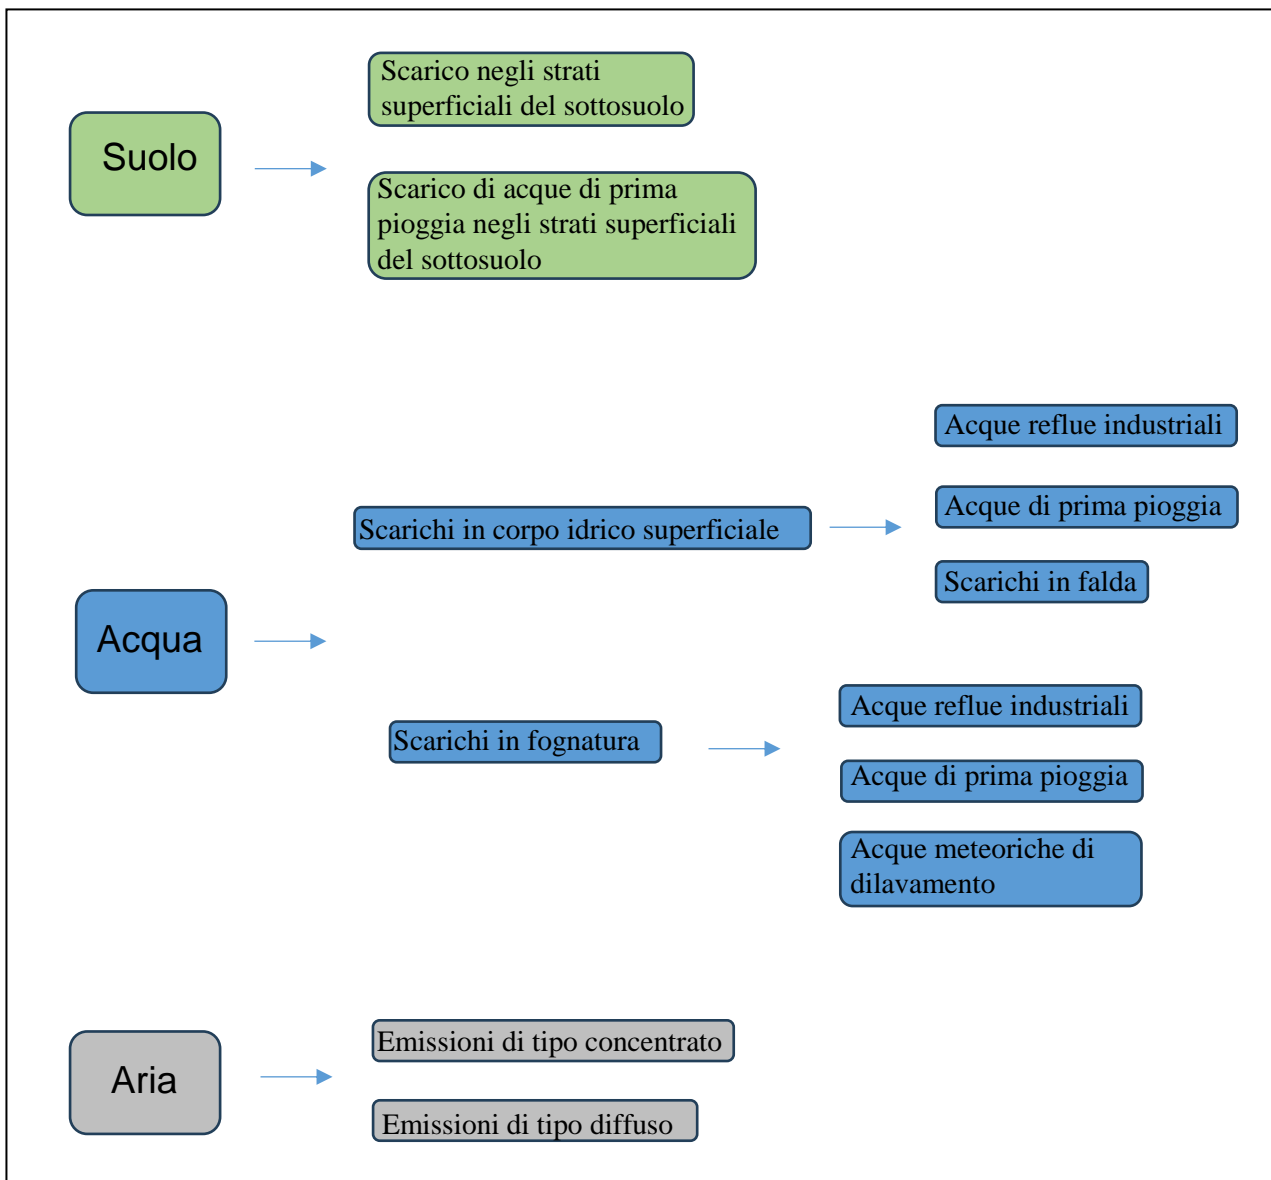 Suolo
Scarico negli strati
superficiali del sottosuolo
Scarico di acque di prima
pioggia negli strati superficiali
del sottosuolo
Acqua
Scarichi in corpo idrico superficiale
Acque reflue industriali
Acque di prima pioggia
Scarichi in falda
Scarichi in fognatura
Acque reflue industriali
Acque di prima pioggia
Acque meteoriche di
dilavamento
Aria
Emissioni di tipo concentrato
Emissioni di tipo diffuso